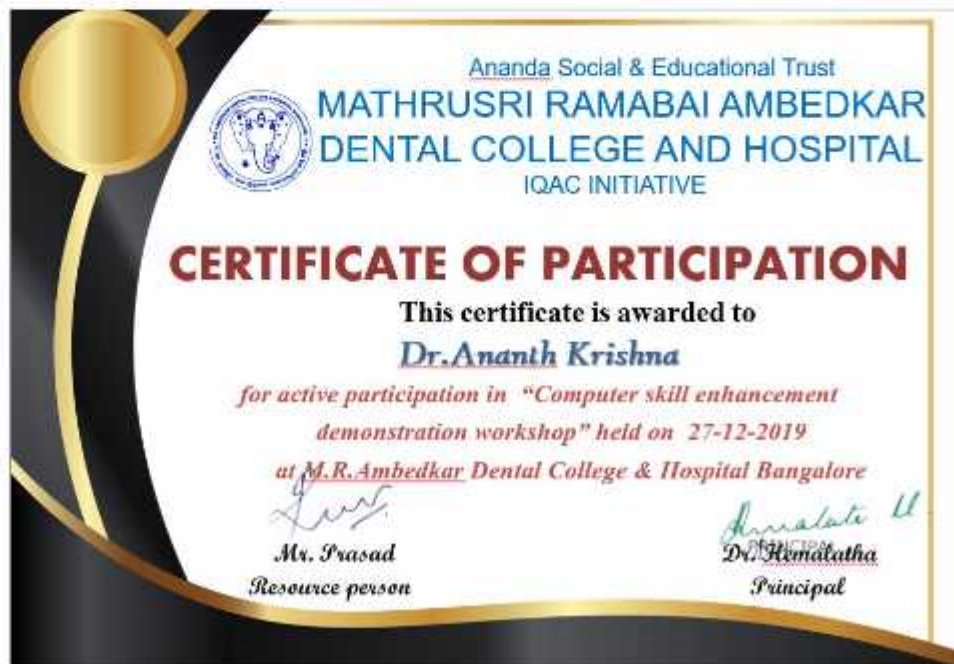 Ananda Social & Educational Trust
MATHRUSRI RAMABAI AMBEDKAR
DENTAL COLLEGE AND HOSPITAL
IQAC INITIATIVE
CERTIFICATE OF PARTICIPATION
This certificate is awarded to
Dr.Ananth Krishna
for active participation in "Computer skill enhancement
demonstration workshop" held on 27-12-2019
at M.R.Ambedkar Dental College & Hospital Bangalore
PRINCIPAL
Mr. Prasad
Dr. Hemalatha
Resource person
Principal